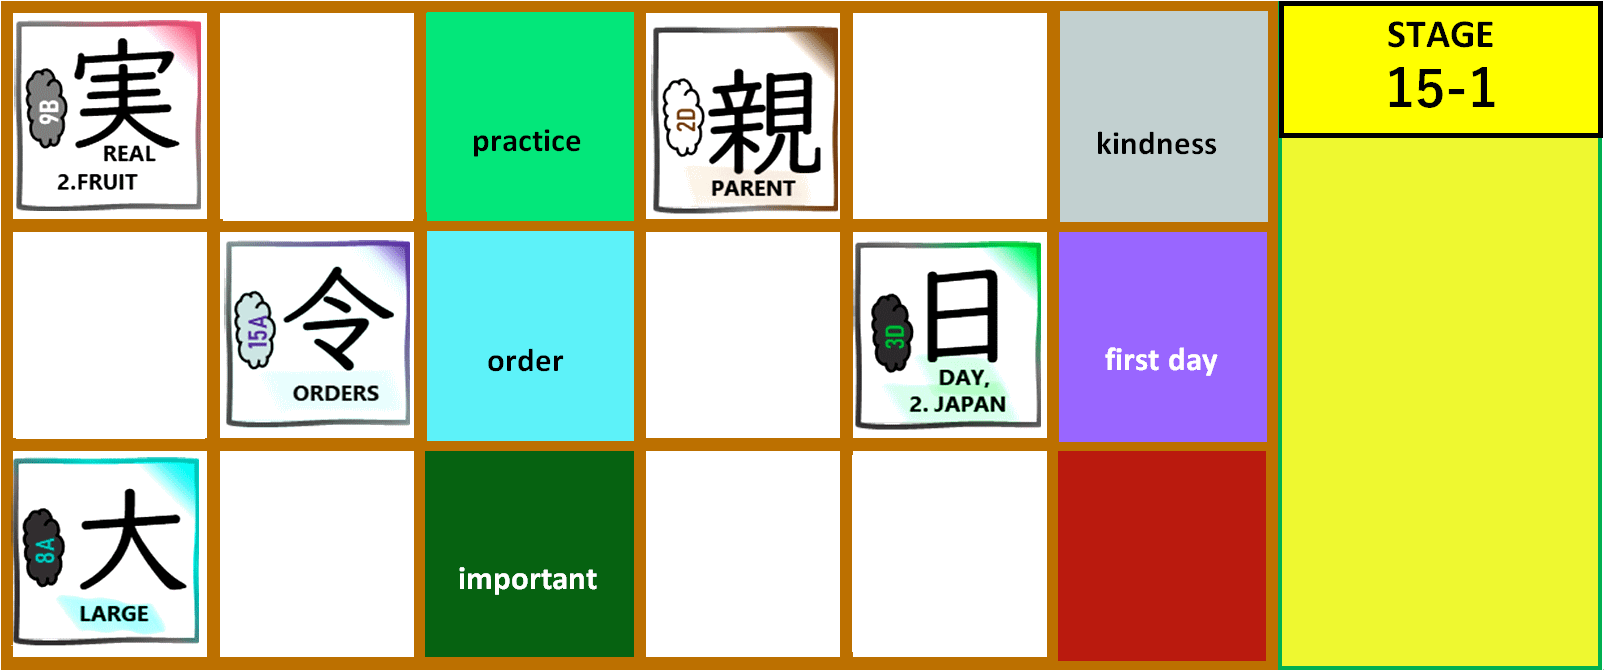 実
9B
REAL
2.FRUIT
practice
親
2D
PARENT
kindness
STAGE
15-1
令
15A
ORDERS
order
日
3D
DAY,
2. JAPAN
first day
大
8A
LARGE
important